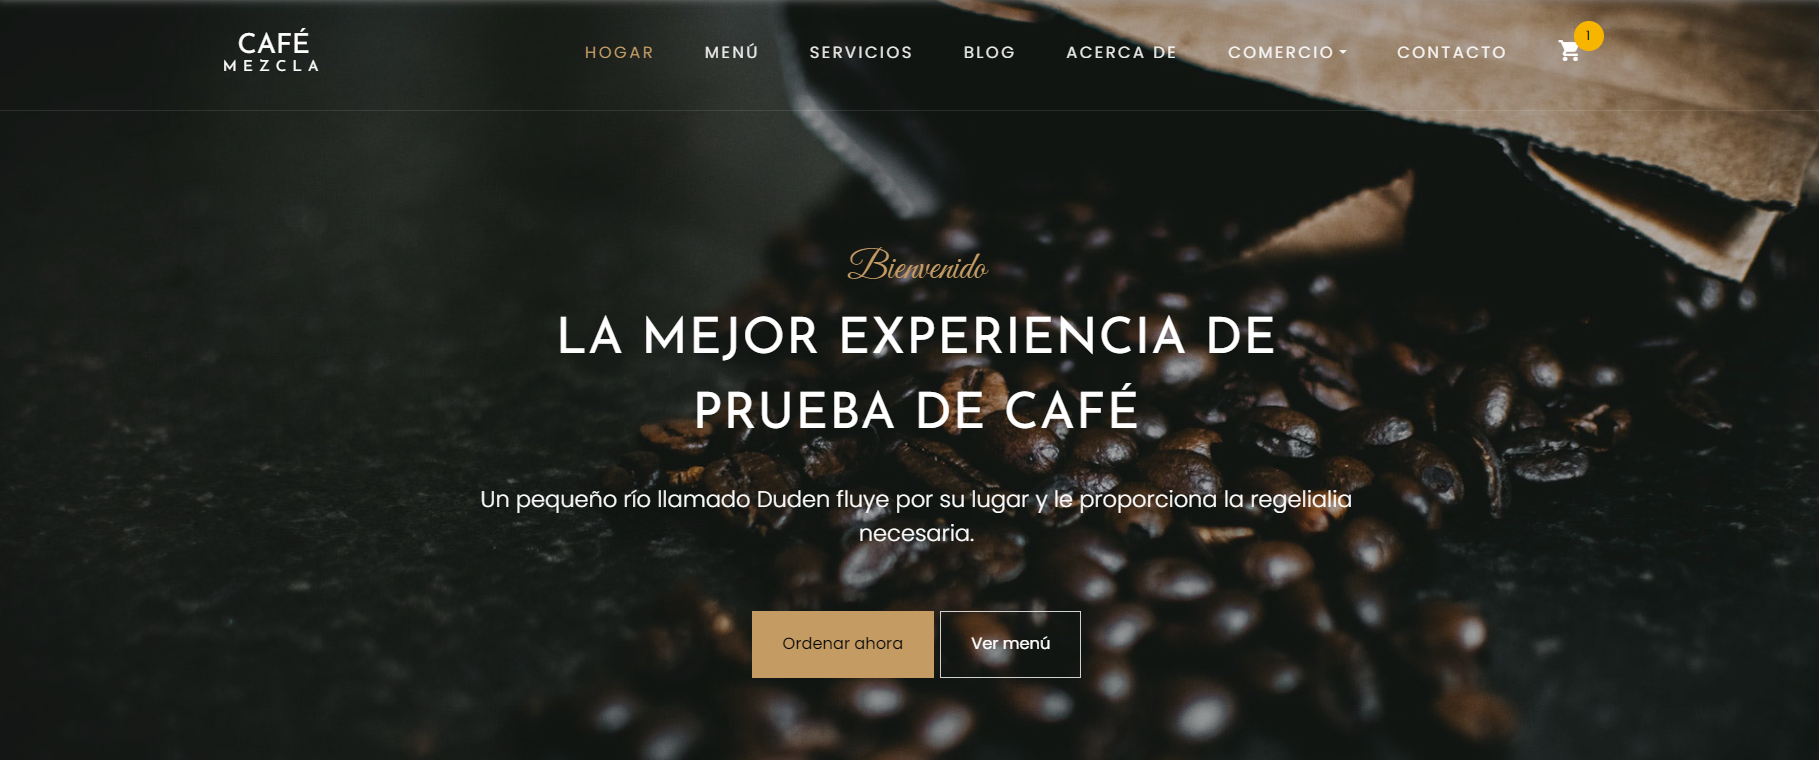 CAFÉ
MEZCLA
HOGAR MENÚ SERVICIOS BLOG ACERCA DE COMERCIO CONTACTO 1
Bienvenido
LA MEJOR EXPERIENCIA DE
PRUEBA DE CAFÉ
Un pequeño río llamado Duden fluye por su lugar y le proporciona la regelialia
necesaria.
Ordenar ahora Ver menú